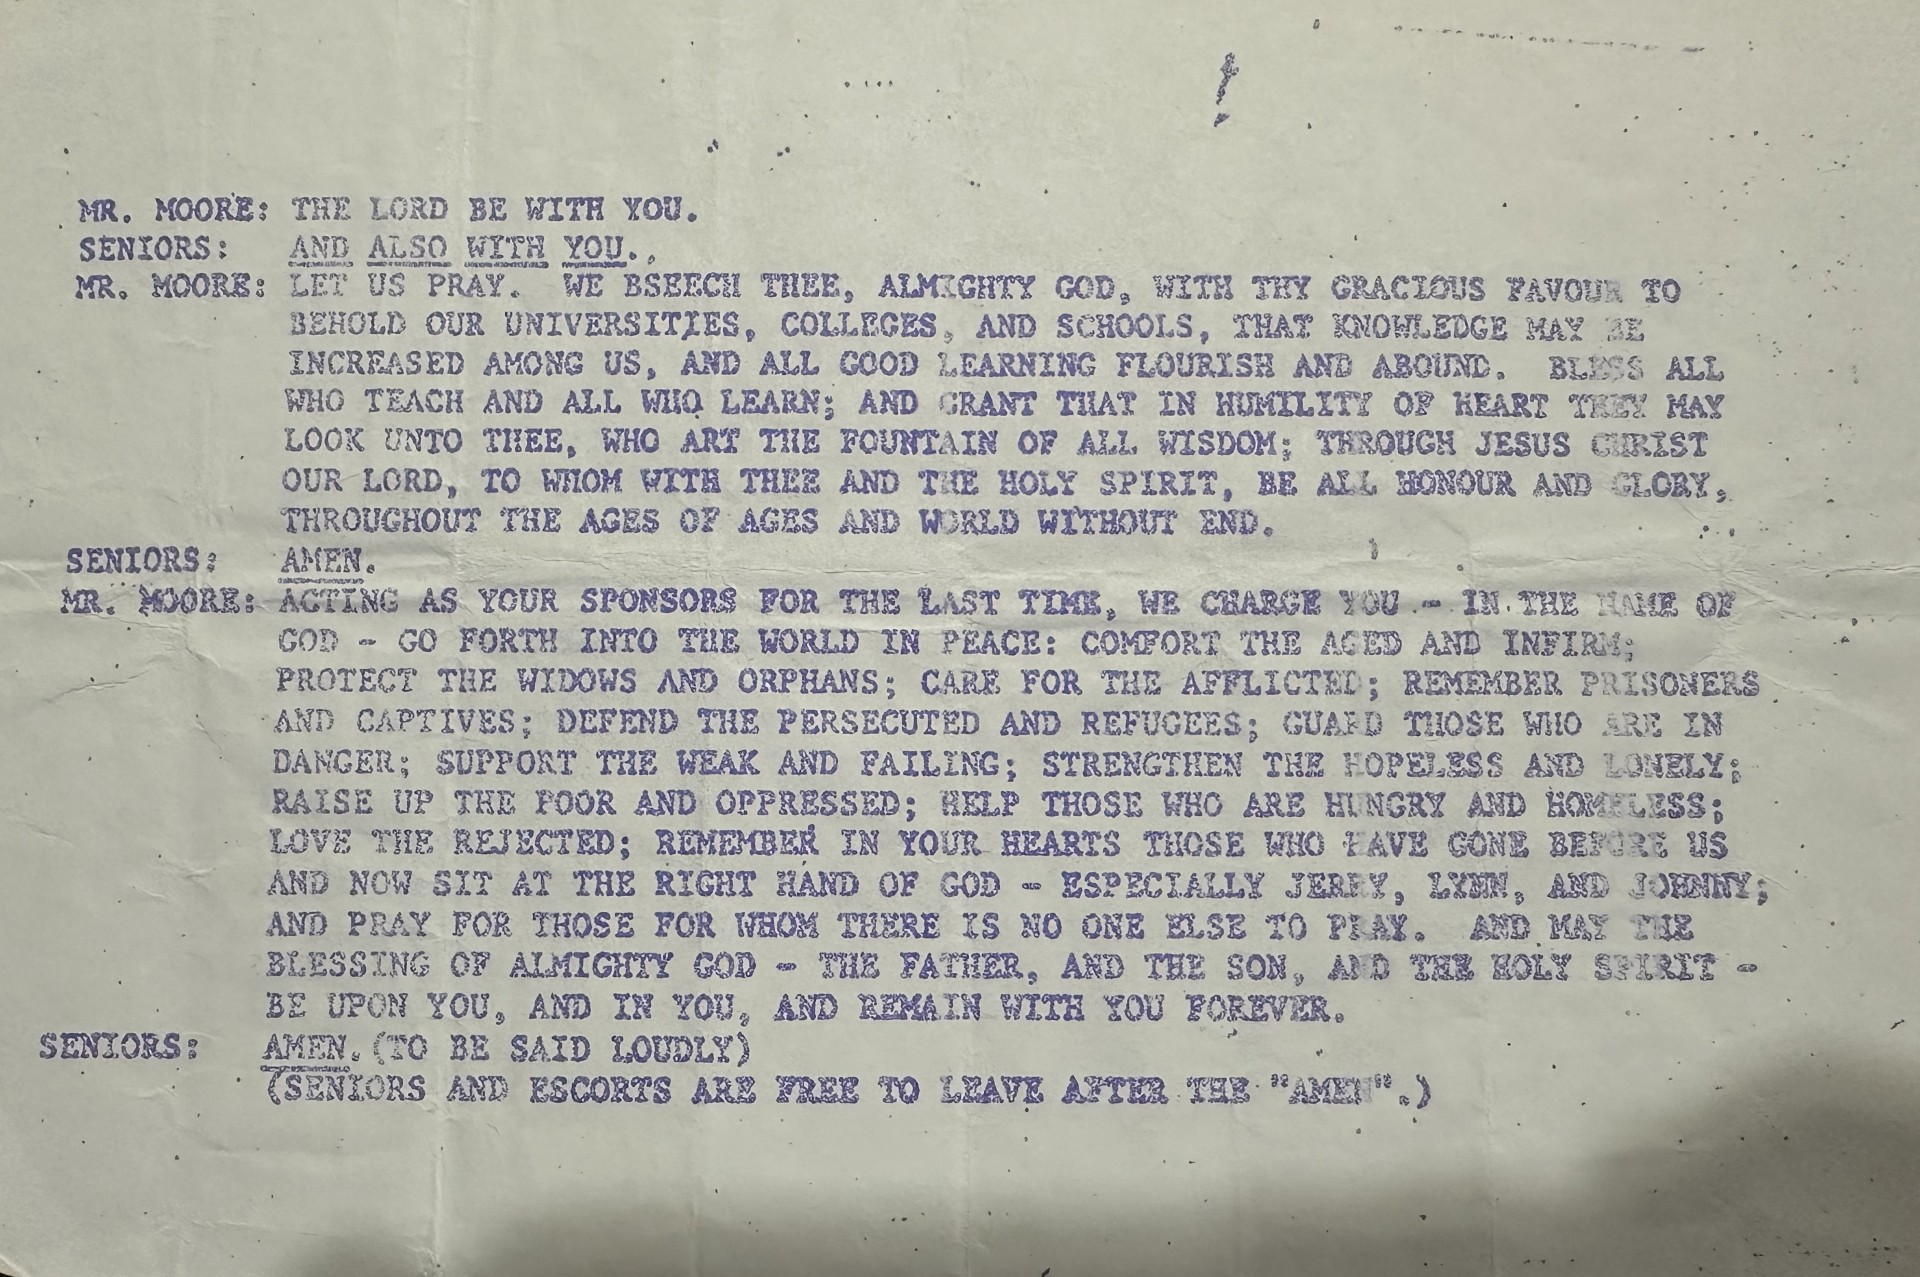 MR. MOORE: THE LORD BE WITH YOU.
SENIORS: AND ALSO WITH YOU.,
MR. MOORE: LET US PRAY. WE BSEECH THEE, ALMIGHTY GOD, WITH THY GRACIOUS FAVOUR TO
BEHOLD OUR UNIVERSITIES, COLLEGES, AND SCHOOLS, THAT KNOWLEDGE MAY BE
INCREASED AMONG US, AND ALL GOOD LEARNING FLOURISH AND ABOUND. BLESS ALL
WHO TEACH AND ALL WHO LEARN; AND GRANT THAT IN HUMILITY OF HEART THEY MAY
LOOK UNTO THEE, WHO ART THE FOUNTAIN OF ALL WISDOM; THROUGH JESUS CHRIST
OUR LORD, TO WHOM WITH THEE AND THE HOLY SPIRIT, BE ALL HONOUR AND GLORY,
THROUGHOUT THE AGES OF AGES AND WORLD WITHOUT END.
SENIORS: AMEN.
MR. MOORE: ACTING AS YOUR SPONSORS FOR THE LAST TIME, WE CHARGE YOU - IN THE NAME OF
GOD - GO FORTH INTO THE WORLD IN PEACE: COMFORT THE AGED AND INFIRM;
PROTECT THE WIDOWS AND ORPHANS; CARE FOR THE AFFLICTED; REMEMBER PRISONERS
AND CAPTIVES; DEFEND THE PERSECUTED AND REFUGEES; GUARD THOSE WHO ARE IN
DANGER; SUPPORT THE WEAK AND FAILING; STRENGTHEN THE HOPELESS AND LONELY;
RAISE UP THE POOR AND OPPRESSED; HELP THOSE WHO ARE HUNGRY AND HOMELESS;
LOVE THE REJECTED; REMEMBER IN YOUR HEARTS THOSE WHO HAVE GONE BEFORE US
AND NOW SIT AT THE RIGHT HAND OF GOD - ESPECIALLY JERRY, LYNN, AND JOHNNY;
AND PRAY FOR THOSE FOR WHOM THERE IS NO ONE ELSE TO PRAY. AND MAY THE
BLESSING OF ALMIGHTY GOD - THE FATHER, AND THE SON, AND THE HOLY SPIRIT -
BE UPON YOU, AND IN YOU, AND REMAIN WITH YOU FOREVER.
SENIORS: AMEN. (TO BE SAID LOUDLY)
(SENIORS AND ESCORTS ARE FREE TO LEAVE AFTER THE "AMEN".)